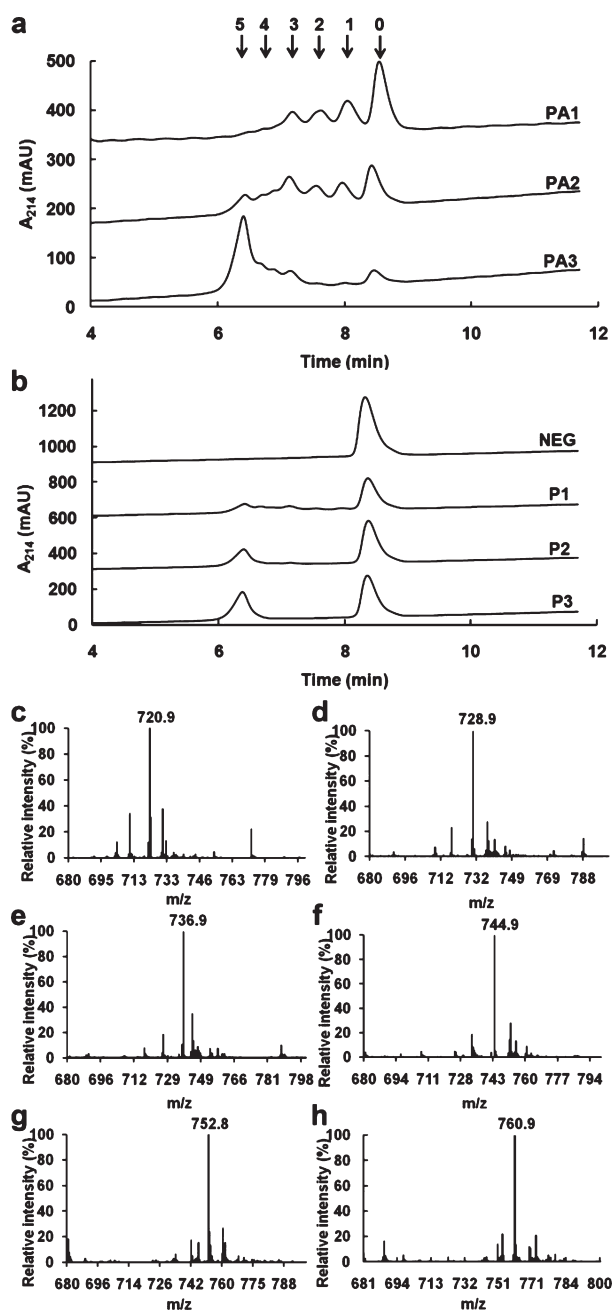 a
5 4 3 2 1 0
500
400
300
200
100
0
A214 (mAU)
PA1
PA2
PA3
4 6 8 10 12
Time (min)
b
1200
1000
800
600
400
200
0
A214 (mAU)
NEG
P1
P2
P3
4 6 8 10 12
Time (min)
c
720.9
Relative intensity (%)
100
80
60
40
20
0
680 695 713 729 746 763 779 796
m/z
d
728.9
Relative intensity (%)
100
80
60
40
20
0
680 696 712 732 749 769 788
m/z
e
736.9
Relative intensity (%)
100
80
60
40
20
0
680 696 712 729 749 766 781 798
m/z
f
744.9
Relative intensity (%)
100
80
60
40
20
0
680 694 711 728 743 760 777 794
m/z
g
752.8
Relative intensity (%)
100
80
60
40
20
0
680 696 714 726 742 760 773 788
m/z
h
760.9
Relative intensity (%)
100
80
60
40
20
0
681 694 713 732 751 771 784 800
m/z